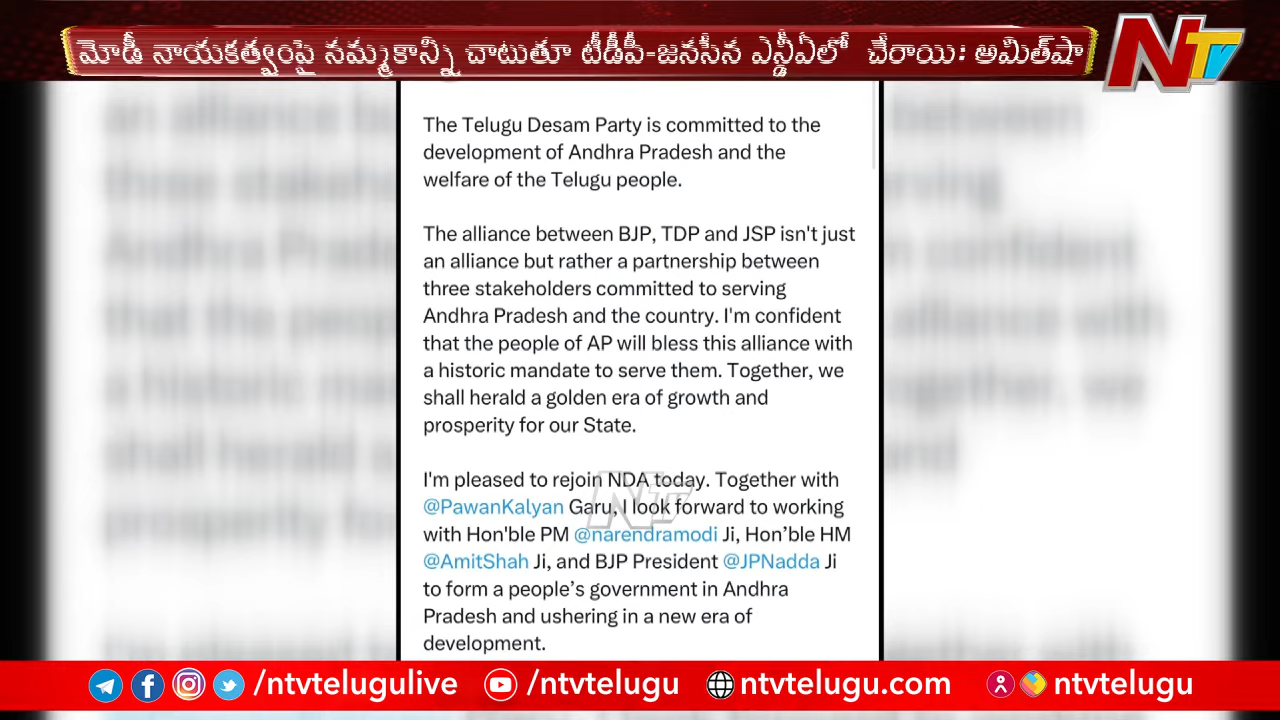 మోడీ నాయకత్వంపై నమ్మకాన్ని చాటుతూ టీడీపీ-జనసేన ఎన్డీఏలో చేరాయి: అమిత్‌షా
NTV
The Telugu Desam Party is committed to the
development of Andhra Pradesh and the
welfare of the Telugu people.
The alliance between BJP, TDP and JSP isn't just
an alliance but rather a partnership between
three stakeholders committed to serving
Andhra Pradesh and the country. I'm confident
that the people of AP will bless this alliance with
a historic mandate to serve them. Together, we
shall herald a golden era of growth and
prosperity for our State.
I'm pleased to rejoin NDA today. Together with
@PawanKalyan Garu, I look forward to working
with Hon'ble PM @narendramodi Ji, Hon’ble HM
@AmitShah Ji, and BJP President @JPNadda Ji
to form a people’s government in Andhra
Pradesh and ushering in a new era of
development.
NTV
/ntvtelugulive /ntvtelugu ntvtelugu.com ntvtelugu